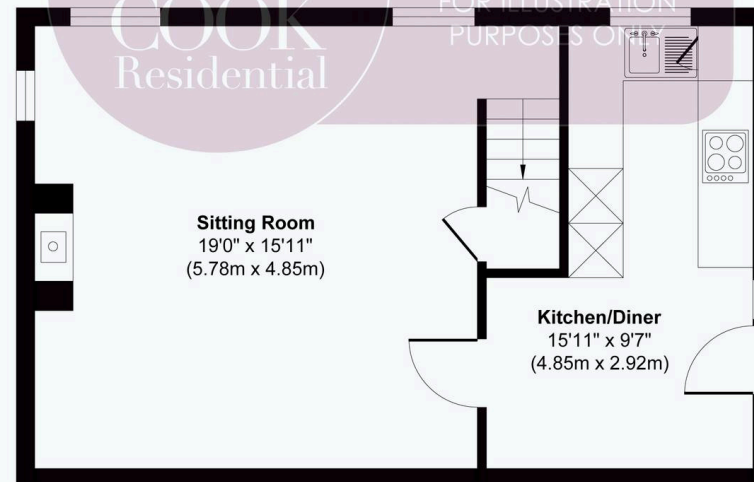 COOK
Residential
FOR ILLUSTRATION
PURPOSES ONLY
Sitting Room
19'0" x 15'11"
(5.78m x 4.85m)
Kitchen/Diner
15'11" x 9'7"
(4.85m x 2.92m)